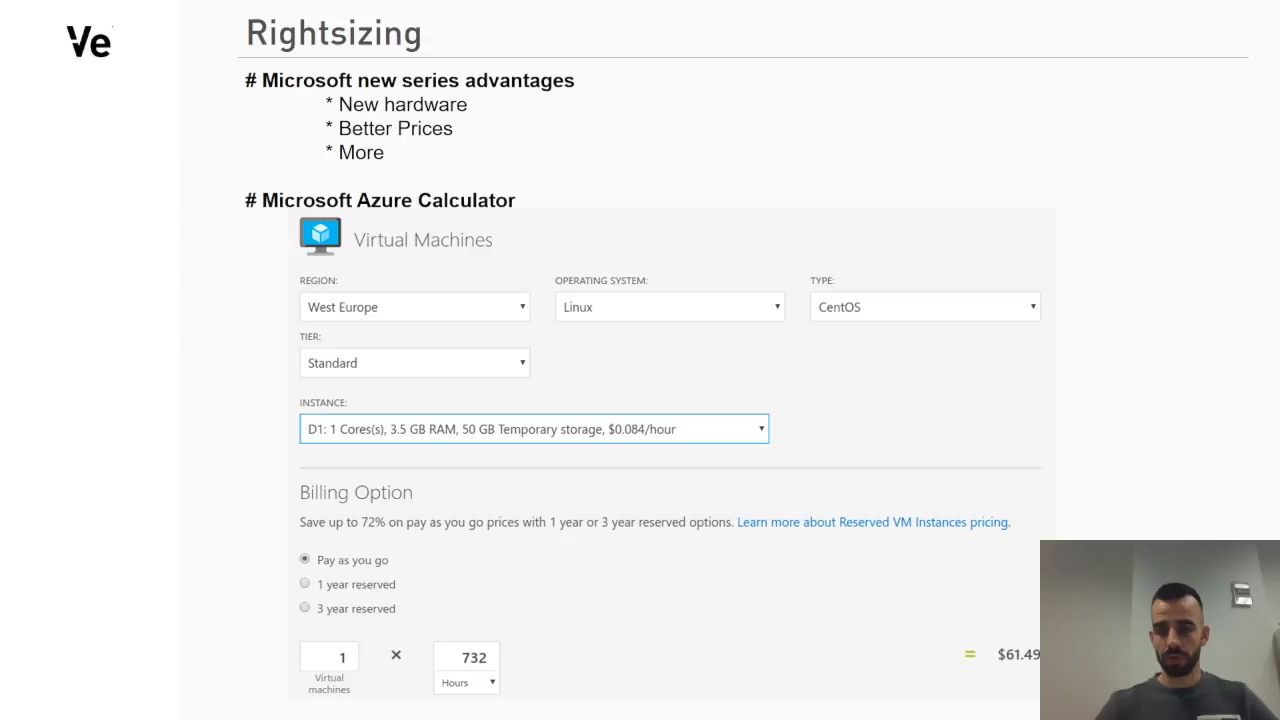 Ve
Rightsizing
# Microsoft new series advantages
* New hardware
* Better Prices
* More
# Microsoft Azure Calculator
Virtual Machines
REGION: OPERATING SYSTEM: TYPE:
West Europe Linux CentOS
TIER:
Standard
INSTANCE:
D1: 1 Cores(s), 3.5 GB RAM, 50 GB Temporary storage, $0.084/hour
Billing Option
Save up to 72% on pay as you go prices with 1 year or 3 year reserved options. Learn more about Reserved VM Instances pricing.
Pay as you go
1 year reserved
3 year reserved
1 × 732 = $61.49
Virtual machines Hours